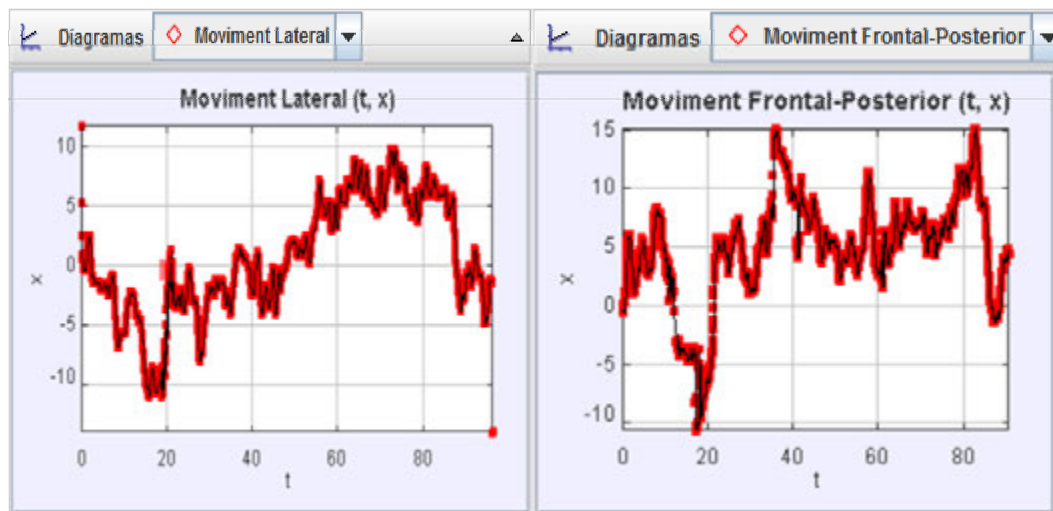 Diagramas Moviment Lateral
Moviment Lateral (t, x)
10
5
0
-5
-10
x
0 20 40 60 80
t
Diagramas Moviment Frontal-Posterior
Moviment Frontal-Posterior (t, x)
15
10
5
0
-5
-10
x
0 20 40 60 80
t